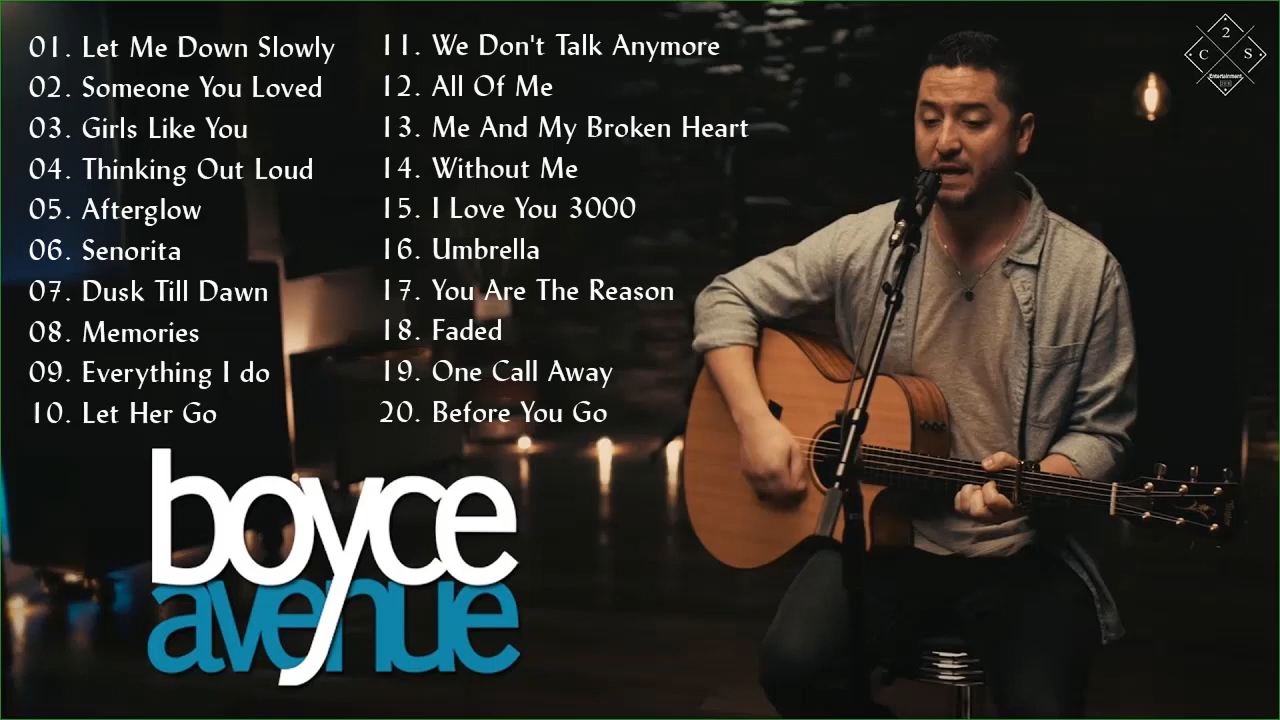 01. Let Me Down Slowly
02. Someone You Loved
03. Girls Like You
04. Thinking Out Loud
05. Afterglow
06. Senorita
07. Dusk Till Dawn
08. Memories
09. Everything I do
10. Let Her Go
11. We Don't Talk Anymore
12. All Of Me
13. Me And My Broken Heart
14. Without Me
15. I Love You 3000
16. Umbrella
17. You Are The Reason
18. Faded
19. One Call Away
20. Before You Go
boyce
avenue
2
C S
Entertainment